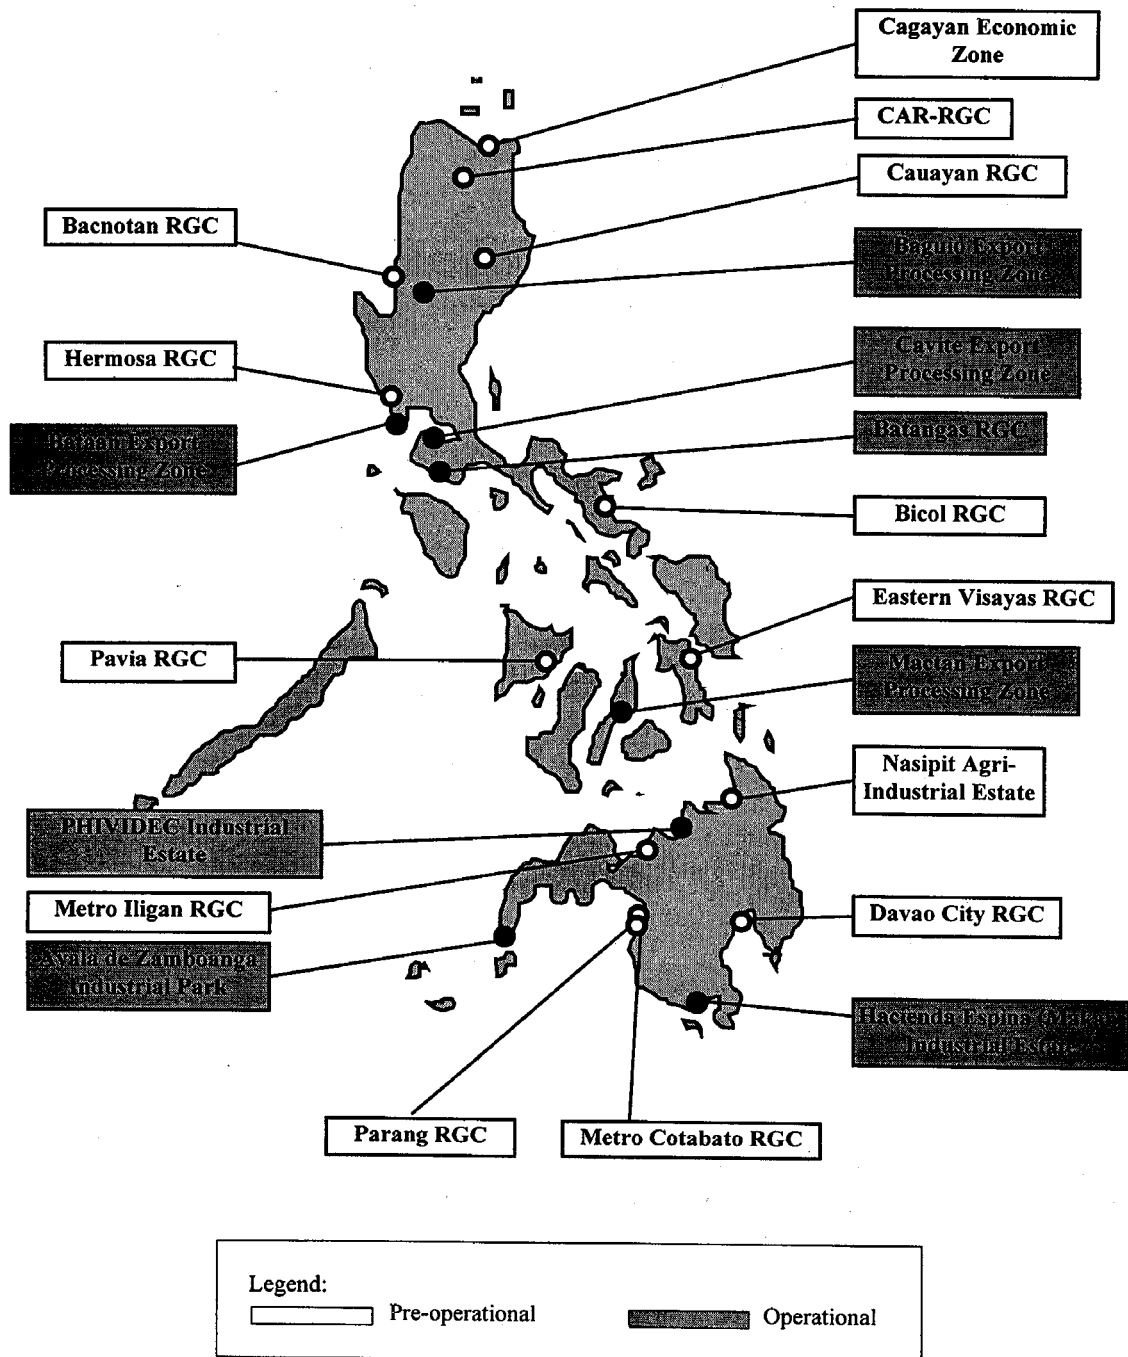 Cagayan Economic
Zone
CAR-RGC
Cauayan RGC
Bacnotan RGC
Baguio Export
Processing Zone
Hermosa RGC
Cavite Export
Processing Zone
Batangas RGC
Bataan Export
Processing Zone
Bicol RGC
Eastern Visayas RGC
Pavia RGC
Mactan Export
Processing Zone
Nasipit Agri-
Industrial Estate
PHIVIDEC Industrial
Estate
Metro Iligan RGC
Davao City RGC
Ayala de Zamboanga
Industrial Park
Hacienda Espina
Industrial Estate
Parang RGC
Metro Cotabato RGC
Legend:
Pre-operational
Operational